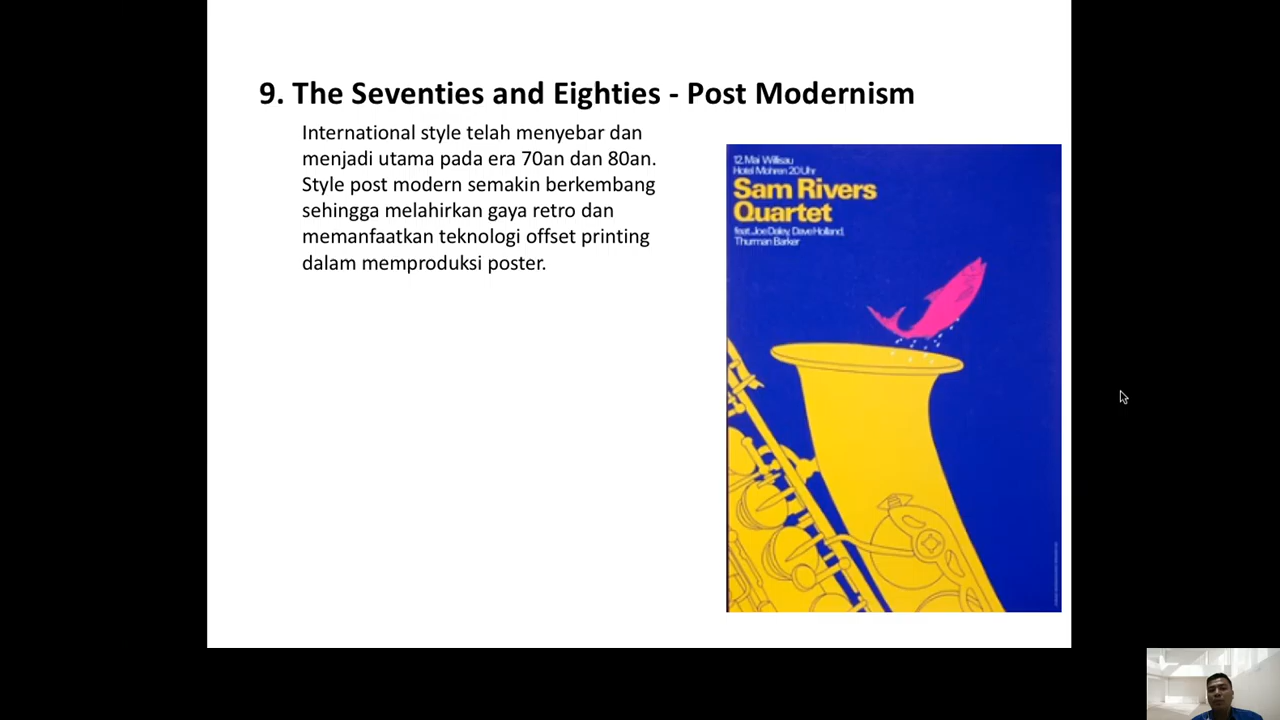 9. The Seventies and Eighties - Post Modernism
International style telah menyebar dan
menjadi utama pada era 70an dan 80an.
Style post modern semakin berkembang
sehingga melahirkan gaya retro dan
memanfaatkan teknologi offset printing
dalam memproduksi poster.
12. Mai Willisau
Hotel Mohren 20 Uhr
Sam Rivers
Quartet
feat. Joe Daley, Dave Holland,
Thurman Barker